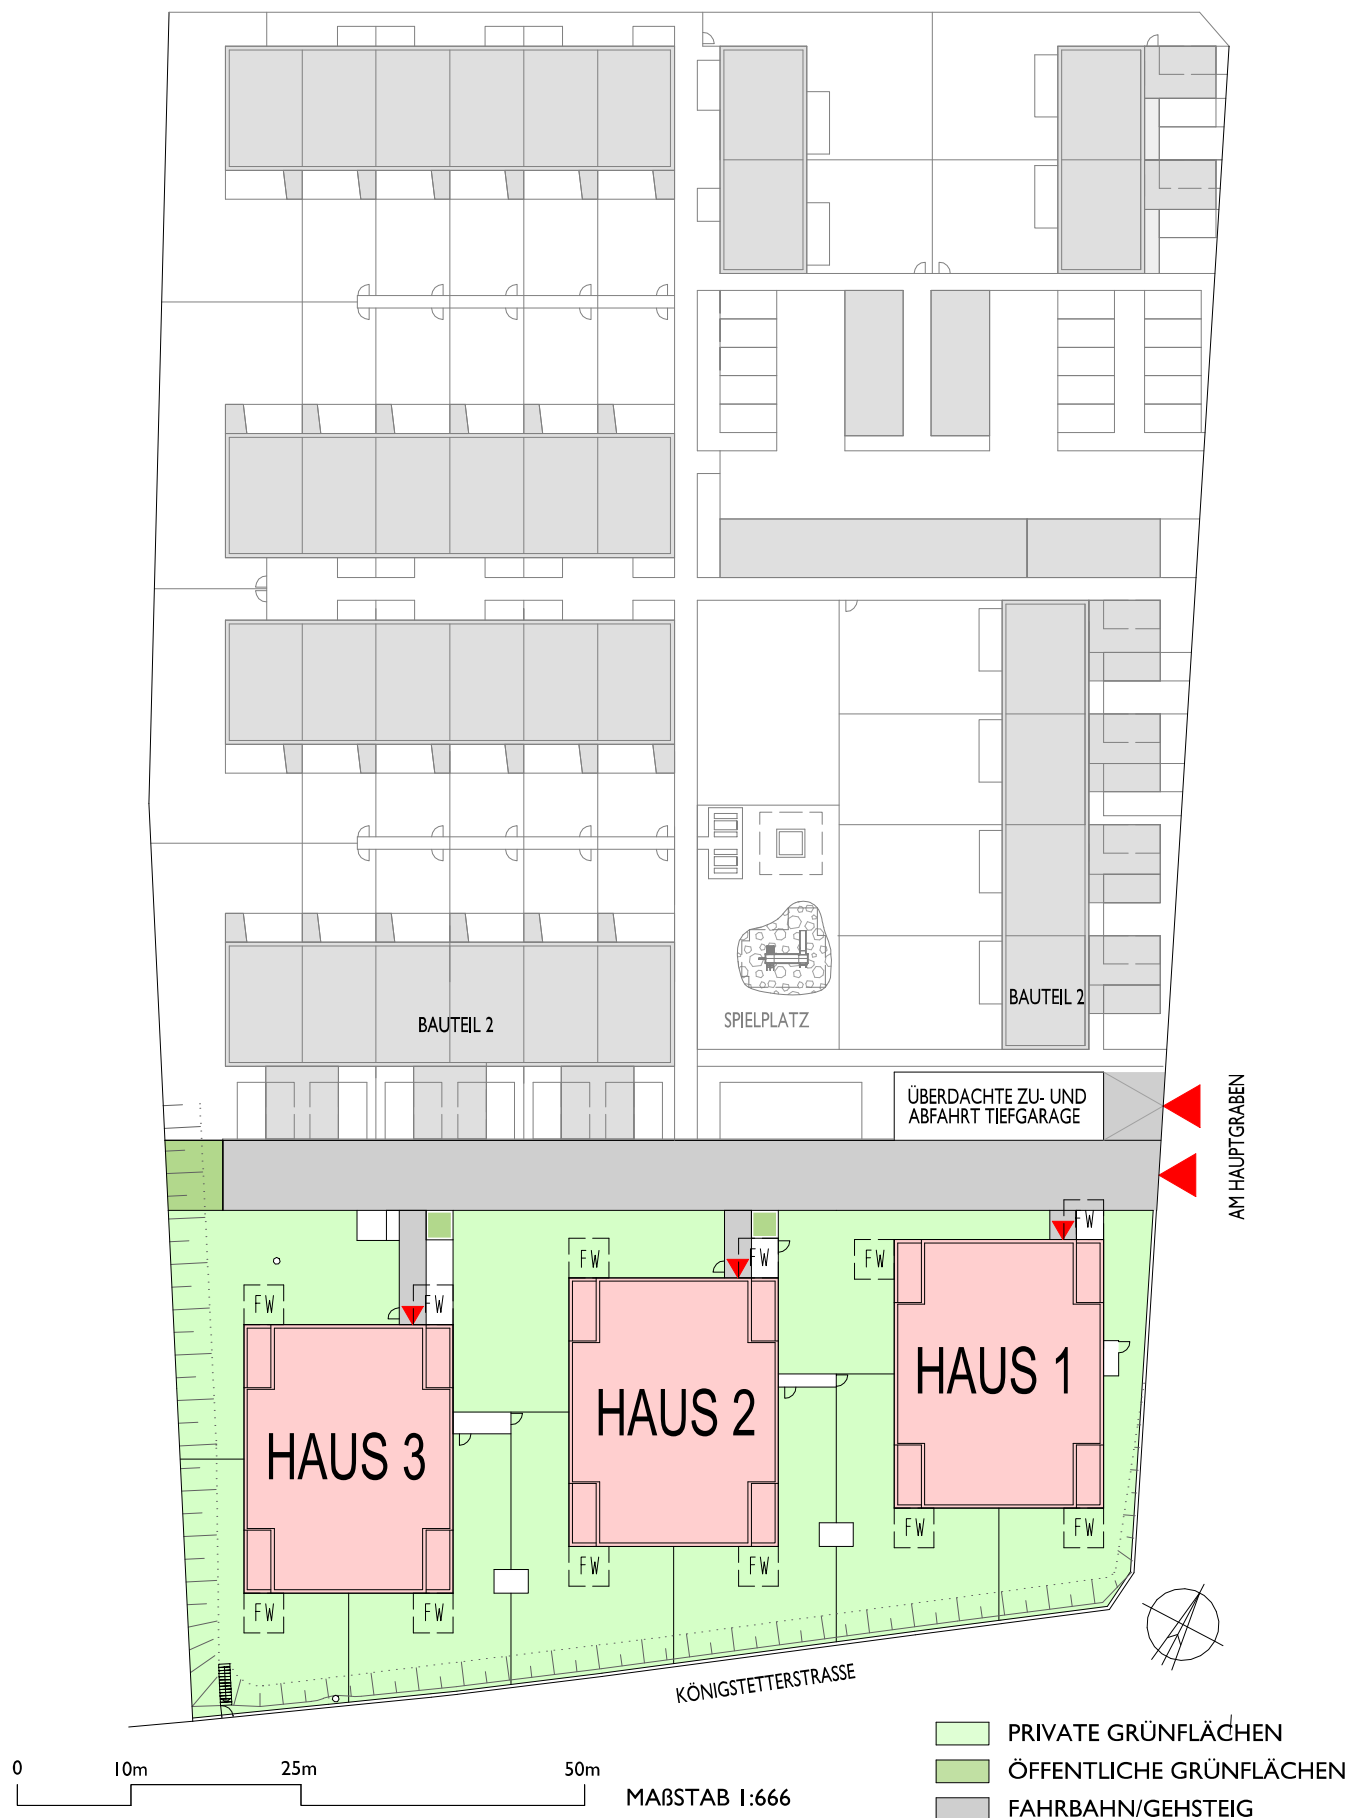 BAUTEIL 2
SPIELPLATZ
BAUTEIL 2
ÜBERDACHTE ZU- UND
ABFAHRT TIEFGARAGE
AM HAUPTGRABEN
FW
FW
FW
FW
FW
FW
HAUS 1
HAUS 2
HAUS 3
FW
FW
FW
FW
FW
FW
KÖNIGSTETTERSTRASSE
PRIVATE GRÜNFLÄCHEN
ÖFFENTLICHE GRÜNFLÄCHEN
FAHRBAHN/GEHSTEIG
0 10m 25m 50m
MAßSTAB 1:666